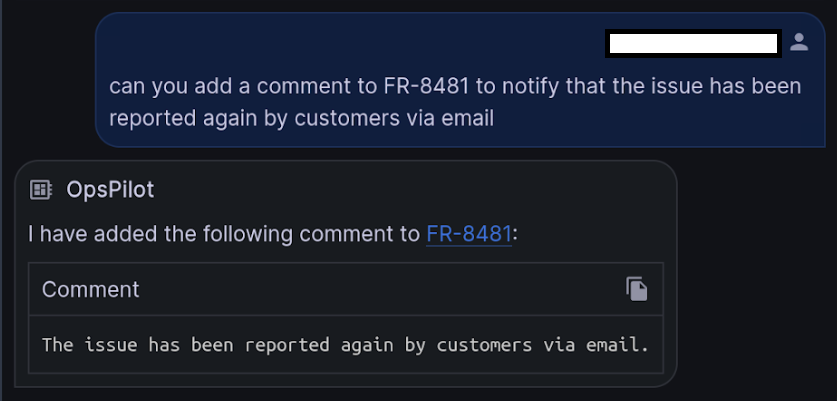 can you add a comment to FR-8481 to notify that the issue has been
reported again by customers via email
OpsPilot
I have added the following comment to FR-8481:
Comment
The issue has been reported again by customers via email.